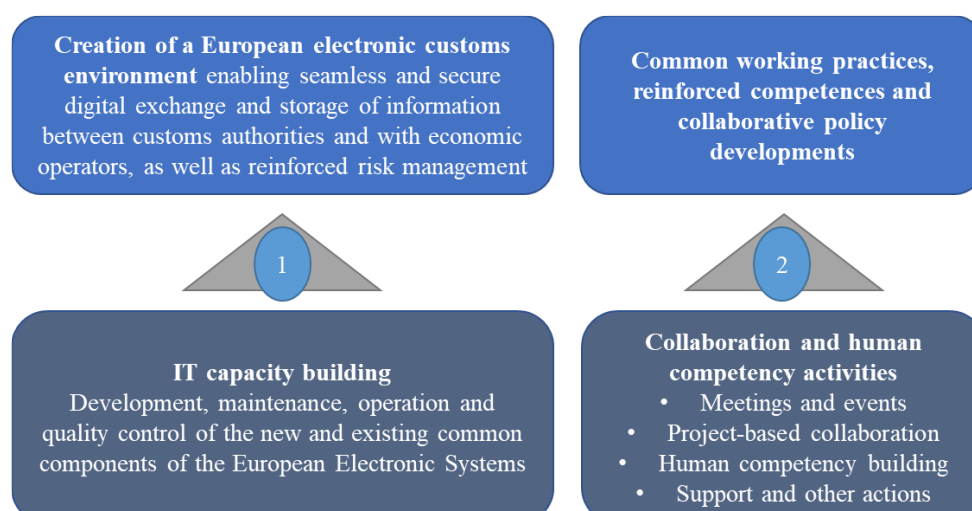 Creation of a European electronic customs
environment enabling seamless and secure
digital exchange and storage of information
between customs authorities and with economic
operators, as well as reinforced risk management
Common working practices,
reinforced competences and
collaborative policy
developments
1
2
IT capacity building
Development, maintenance, operation and
quality control of the new and existing common
components of the European Electronic Systems
Collaboration and human
competency activities
• Meetings and events
• Project-based collaboration
• Human competency building
• Support and other actions